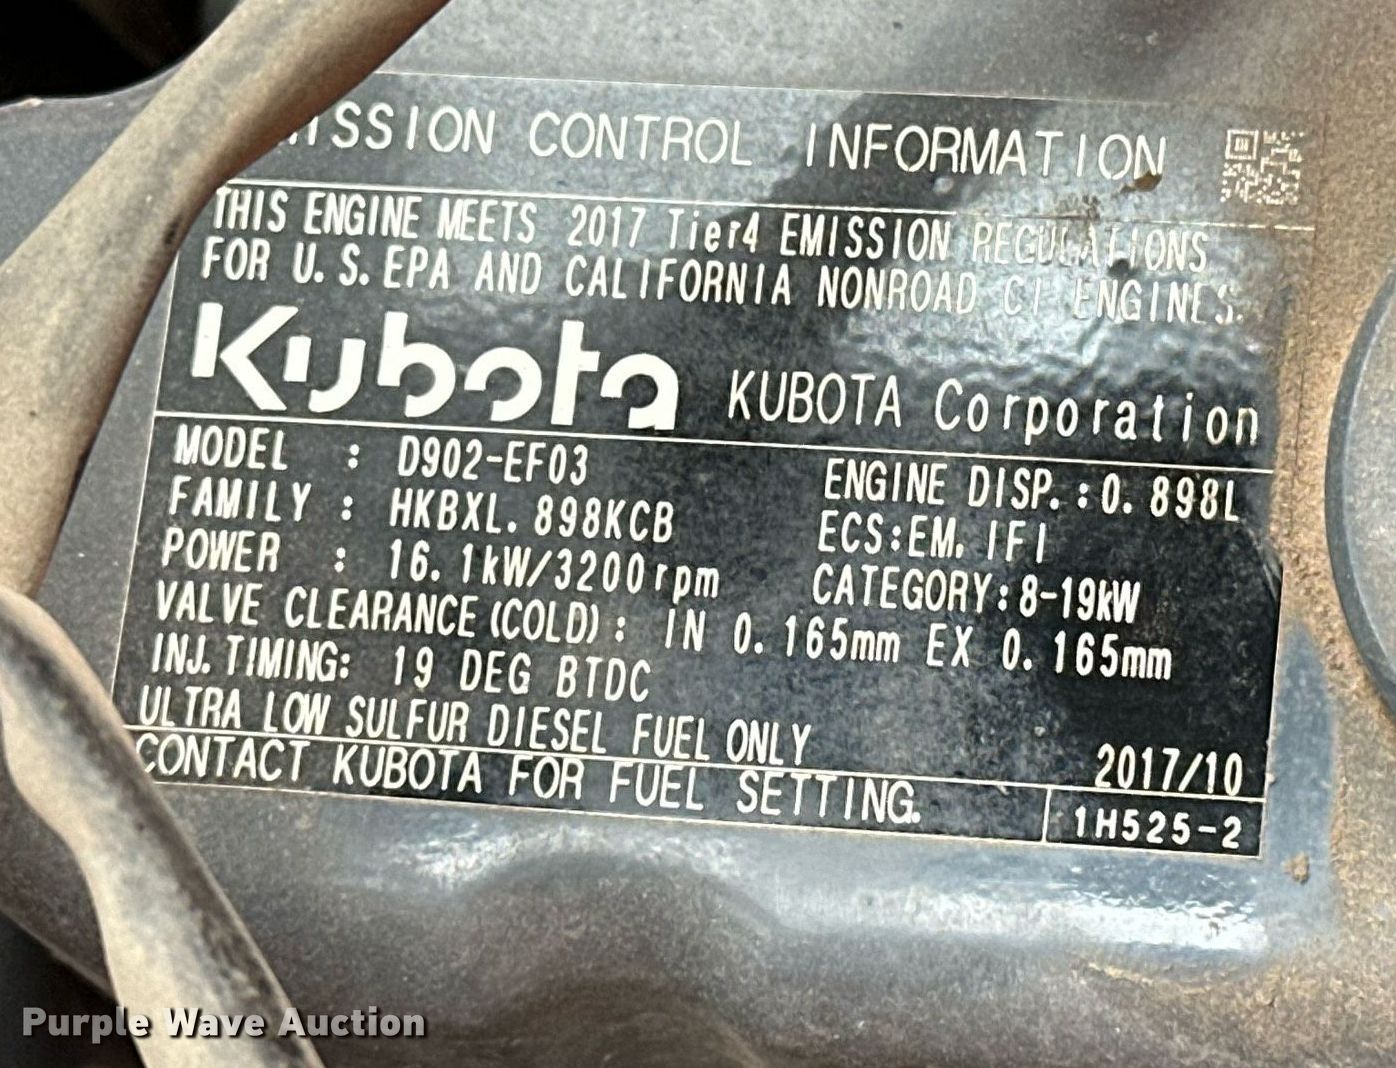 MISSION CONTROL INFORMATION
THIS ENGINE MEETS 2017 Tier4 EMISSION REGULATIONS
FOR U.S. EPA AND CALIFORNIA NONROAD CI ENGINES.
Kubota KUBOTA Corporation
MODEL : D902-EF03 ENGINE DISP.:0.898L
FAMILY : HKBXL.898KCB ECS:EM, IFI
POWER : 16.1kW/3200rpm CATEGORY:8-19kW
VALVE CLEARANCE(COLD): IN 0.165mm EX 0.165mm
INJ.TIMING: 19 DEG BTDC
ULTRA LOW SULFUR DIESEL FUEL ONLY 2017/10
CONTACT KUBOTA FOR FUEL SETTING. 1H525-2
Purple Wave Auction